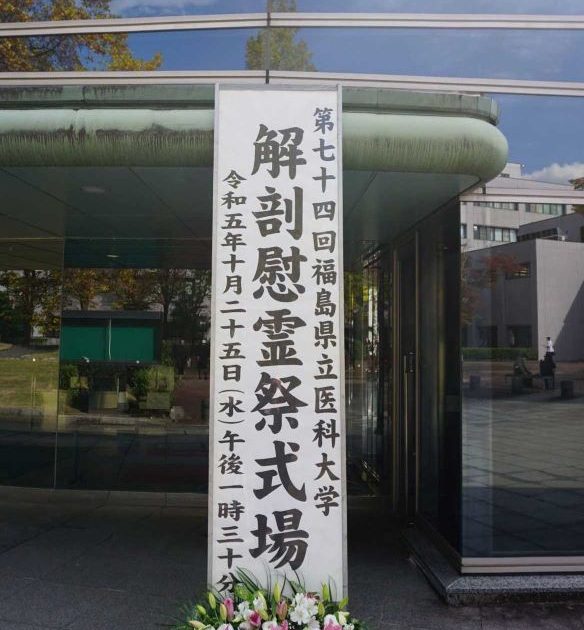 第七十四回福島県立医科大学
解剖慰霊祭式場
令和五年十月二十五日（水）午後一時三十分